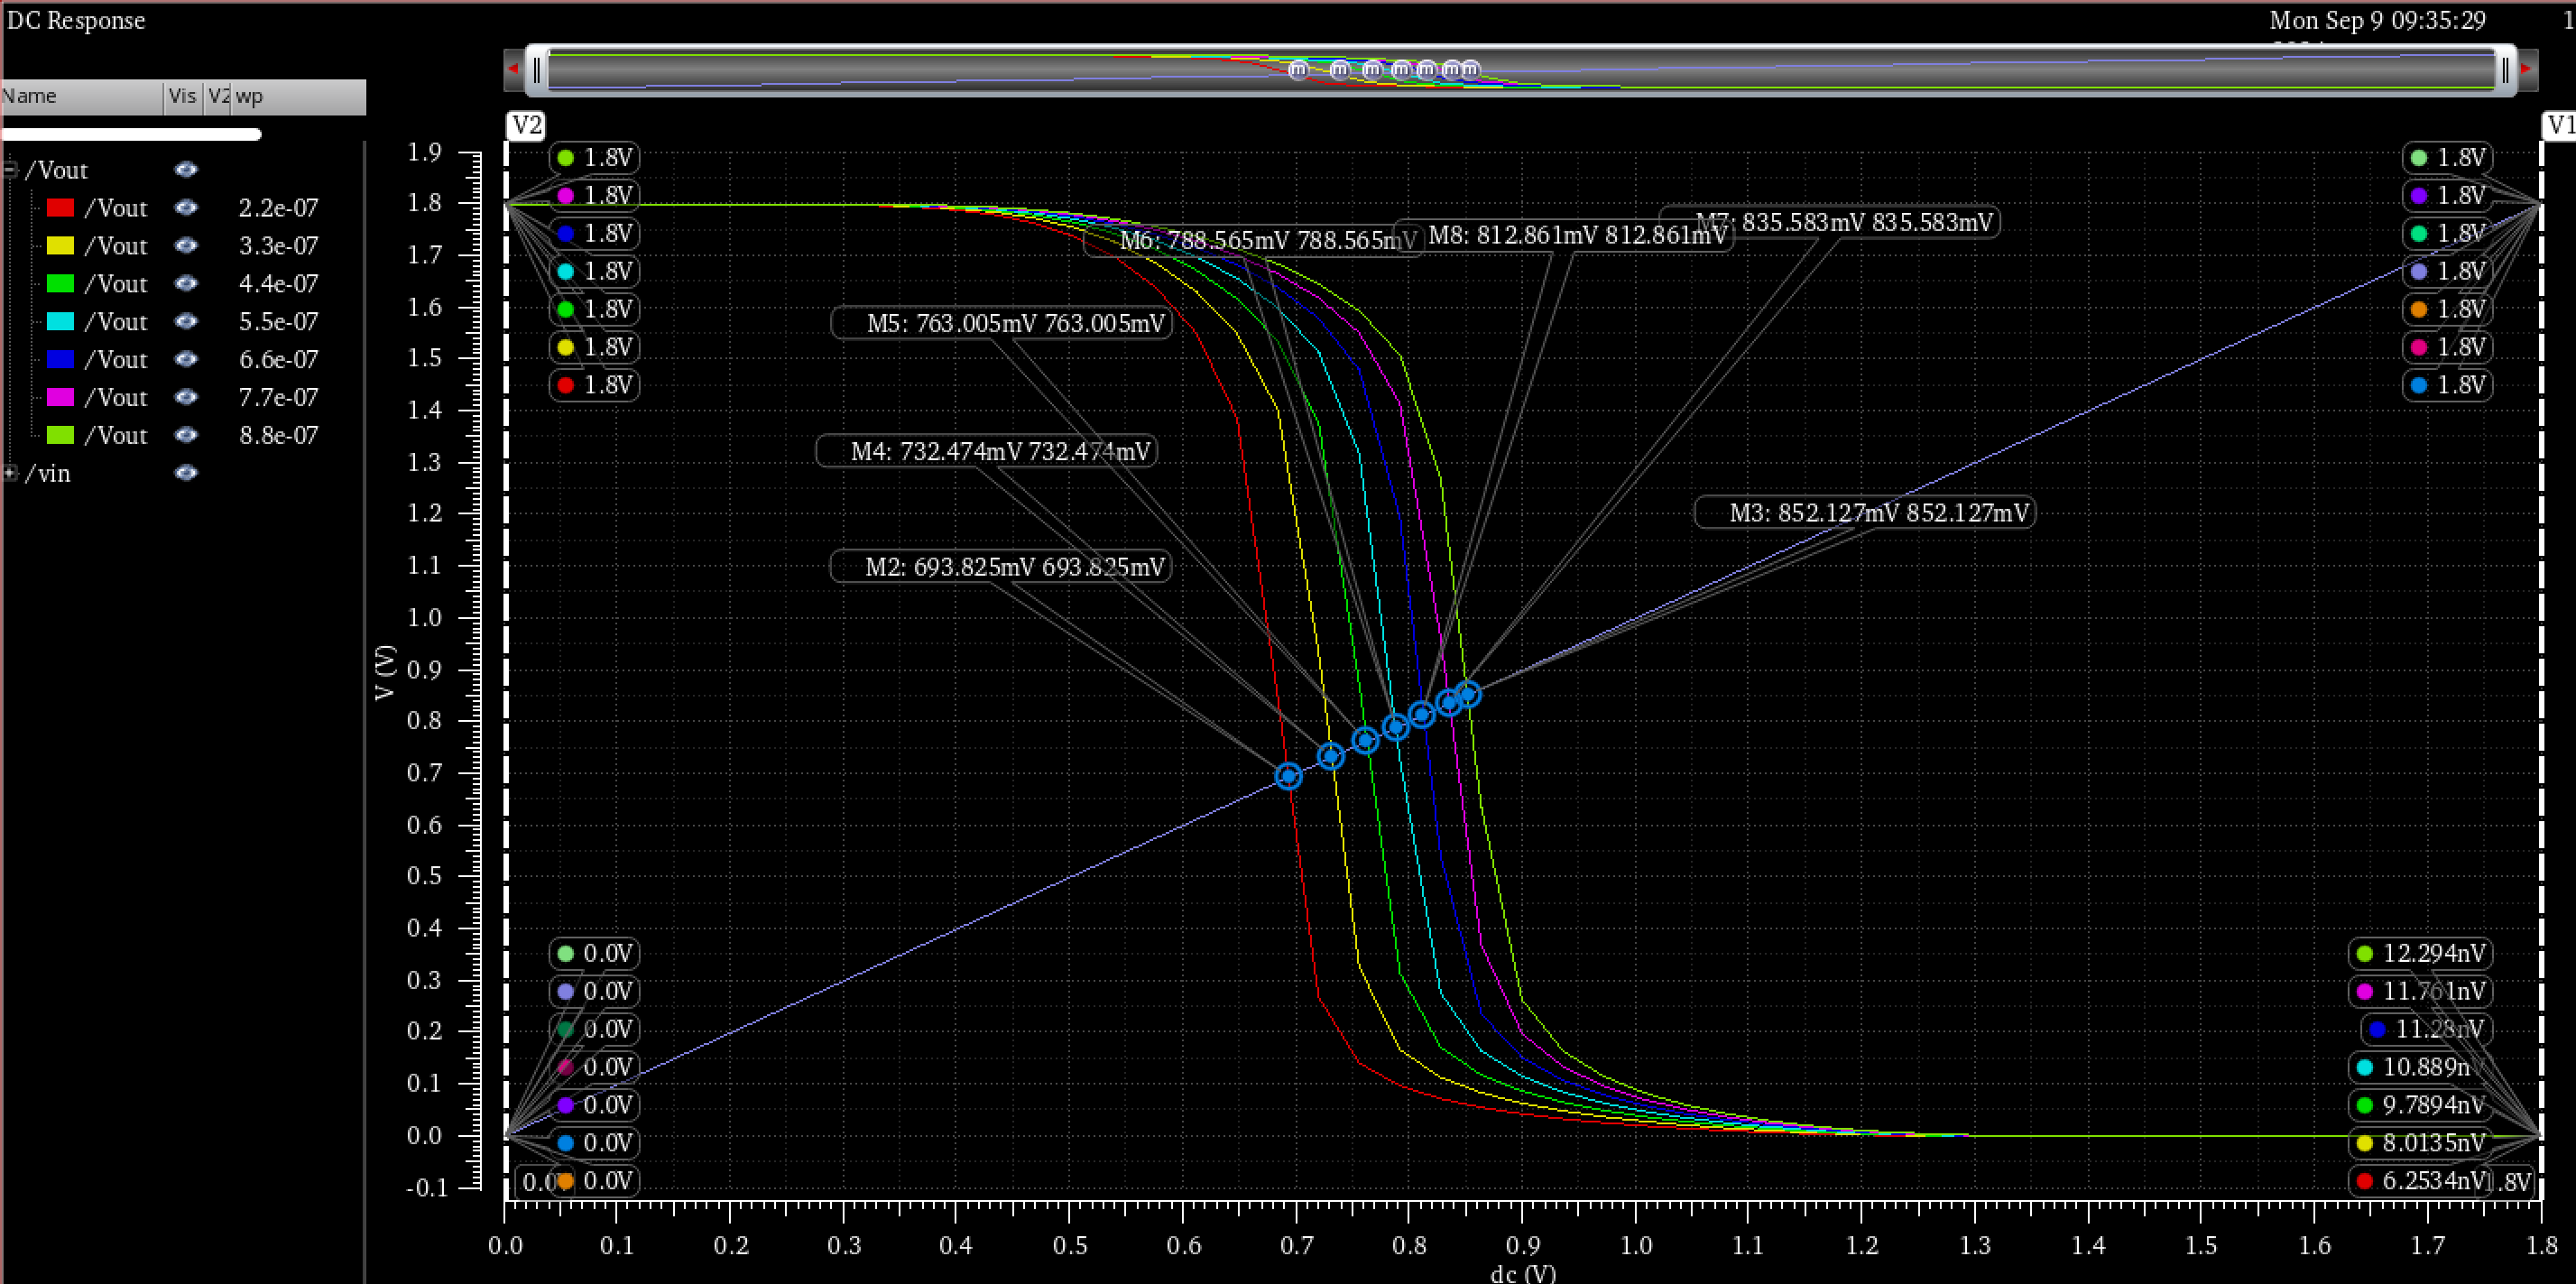 DC Response
Mon Sep 9 09:35:29
1
m m m m m m m
Name Vis V2 wp
V2
V1
/Vout
/Vout 2.2e-07
/Vout 3.3e-07
/Vout 4.4e-07
/Vout 5.5e-07
/Vout 6.6e-07
/Vout 7.7e-07
/Vout 8.8e-07
/vin
V (V)
1.9
1.8
1.7
1.6
1.5
1.4
1.3
1.2
1.1
1.0
0.9
0.8
0.7
0.6
0.5
0.4
0.3
0.2
0.1
0.0
-0.1
1.8V
1.8V
1.8V
1.8V
1.8V
1.8V
1.8V
M6: 788.565mV 788.565mV
M8: 812.861mV 812.861mV
M7: 835.583mV 835.583mV
M5: 763.005mV 763.005mV
M4: 732.474mV 732.474mV
M3: 852.127mV 852.127mV
M2: 693.825mV 693.825mV
1.8V
1.8V
1.8V
1.8V
1.8V
1.8V
1.8V
0.0V
0.0V
0.0V
0.0V
0.0V
0.0V
0.0V
12.294nV
11.761nV
11.28nV
10.889n
9.7894nV
8.0135nV
6.2534nV
.8V
0.0 0.1 0.2 0.3 0.4 0.5 0.6 0.7 0.8 0.9 1.0 1.1 1.2 1.3 1.4 1.5 1.6 1.7 1.8
dc (V)